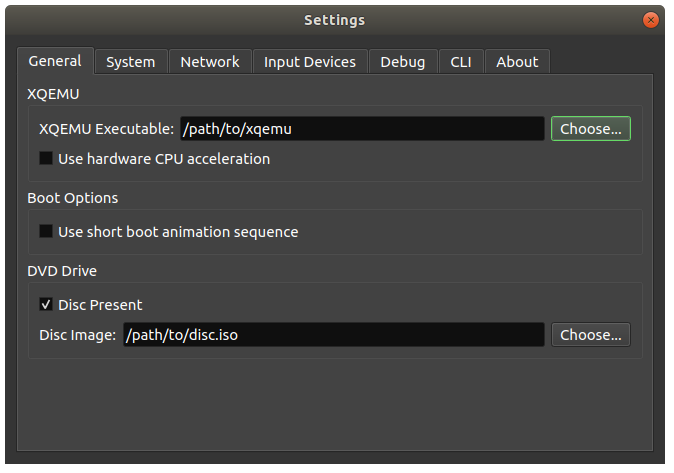 Settings
General System Network Input Devices Debug CLI About
XQEMU
XQEMU Executable: /path/to/xqemu Choose...
Use hardware CPU acceleration
Boot Options
Use short boot animation sequence
DVD Drive
Disc Present
Disc Image: /path/to/disc.iso Choose...